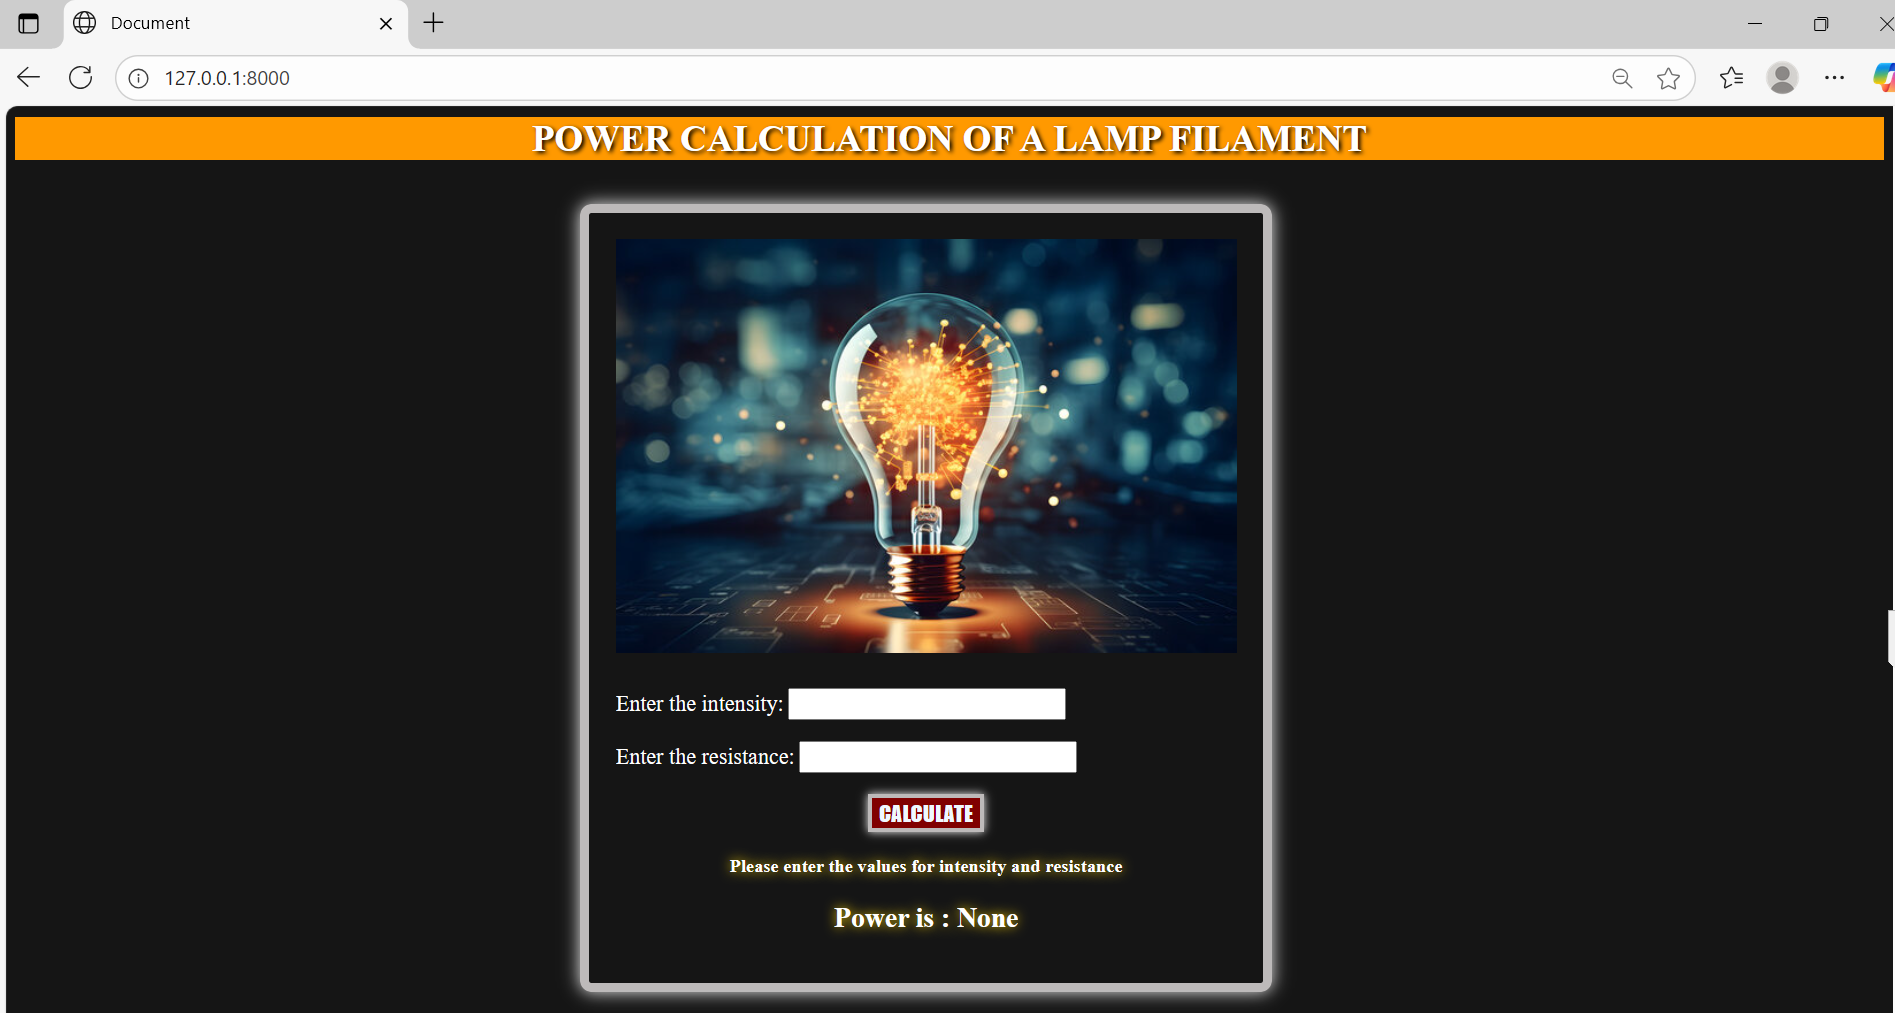 Document
127.0.0.1:8000
POWER CALCULATION OF A LAMP FILAMENT
Enter the intensity:
Enter the resistance:
CALCULATE
Please enter the values for intensity and resistance
Power is : None